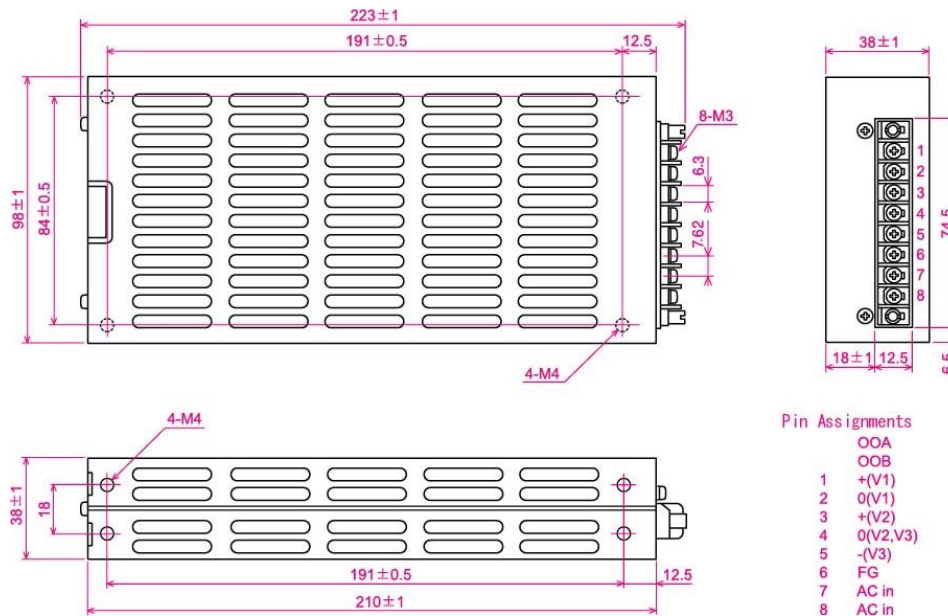 223±1
191±0.5
12.5
38±1
8-M3
6.3
7.62
98±1
84±0.5
4-M4
1
2
3
4
5
6
7
8
74.5
18±1
12.5
6.5
4-M4
38±1
18
191±0.5
12.5
210±1
Pin Assignments
OOA
OOB
1 +(V1)
2 0(V1)
3 +(V2)
4 0(V2,V3)
5 -(V3)
6 FG
7 AC in
8 AC in